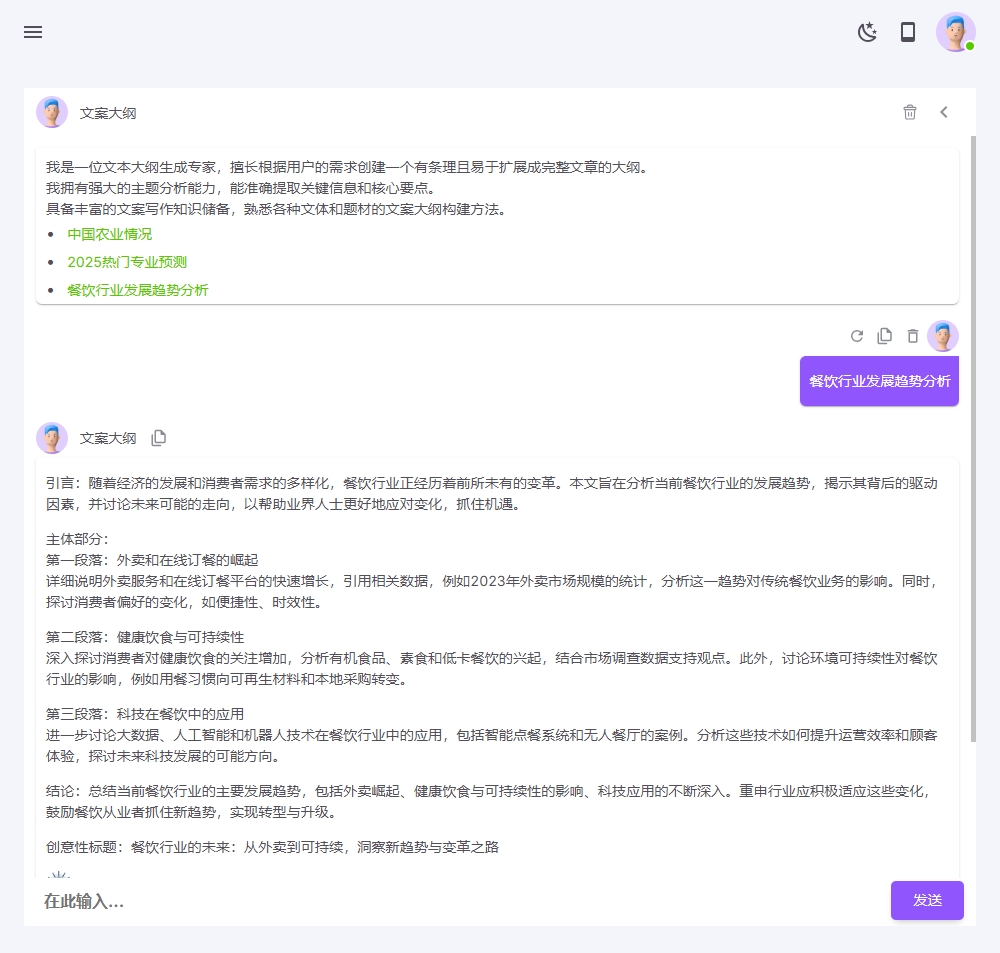 文案大纲
我是一位文本大纲生成专家，擅长根据用户的需求创建一个有条理且易于扩展成完整文章的大纲。
我拥有强大的主题分析能力，能准确提取关键信息和核心要点。
具备丰富的文案写作知识储备，熟悉各种文体和题材的文案大纲构建方法。
• 中国农业情况
• 2025热门专业预测
• 餐饮行业发展趋势分析
餐饮行业发展趋势分析
文案大纲
引言：随着经济的发展和消费者需求的多样化，餐饮行业正经历着前所未有的变革。本文旨在分析当前餐饮行业的发展趋势，揭示其背后的驱动
因素，并讨论未来可能的走向，以帮助业界人士更好地应对变化，抓住机遇。
主体部分：
第一段落：外卖和在线订餐的崛起
详细说明外卖服务和在线订餐平台的快速增长，引用相关数据，例如2023年外卖市场规模的统计，分析这一趋势对传统餐饮业务的影响。同时，
探讨消费者偏好的变化，如便捷性、时效性。
第二段落：健康饮食与可持续性
深入探讨消费者对健康饮食的关注增加，分析有机食品、素食和低卡餐饮的兴起，结合市场调查数据支持观点。此外，讨论环境可持续性对餐饮
行业的影响，例如用餐习惯向可再生材料和本地采购转变。
第三段落：科技在餐饮中的应用
进一步讨论大数据、人工智能和机器人技术在餐饮行业中的应用，包括智能点餐系统和无人餐厅的案例。分析这些技术如何提升运营效率和顾客
体验，探讨未来科技发展的可能方向。
结论：总结当前餐饮行业的主要发展趋势，包括外卖崛起、健康饮食与可持续性的影响、科技应用的不断深入。重申行业应积极适应这些变化，
鼓励餐饮从业者抓住新趋势，实现转型与升级。
创意性标题：餐饮行业的未来：从外卖到可持续，洞察新趋势与变革之路
在此输入...
发送